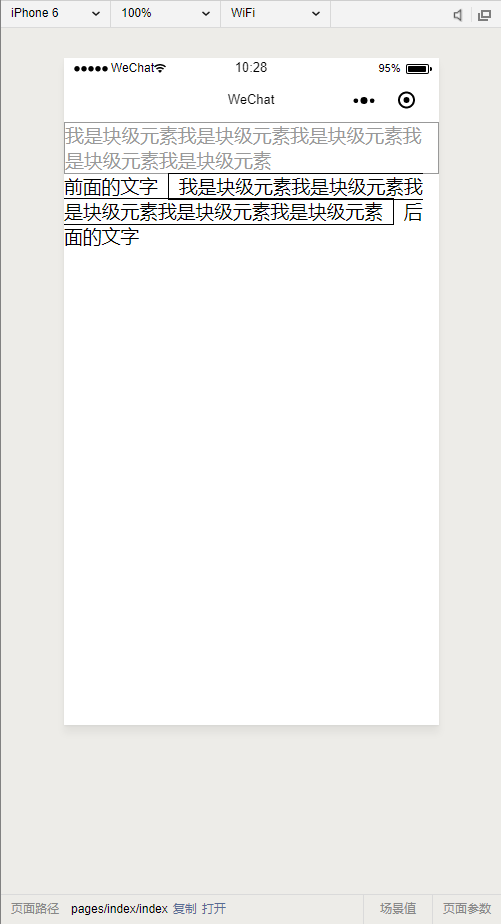 iPhone 6 100% WiFi
WeChat 10:28 95%
WeChat
我是块级元素我是块级元素我是块级元素我
是块级元素我是块级元素
前面的文字 我是块级元素我是块级元素我
是块级元素我是块级元素我是块级元素 后
面的文字
页面路径 pages/index/index 复制 打开 场景值 页面参数